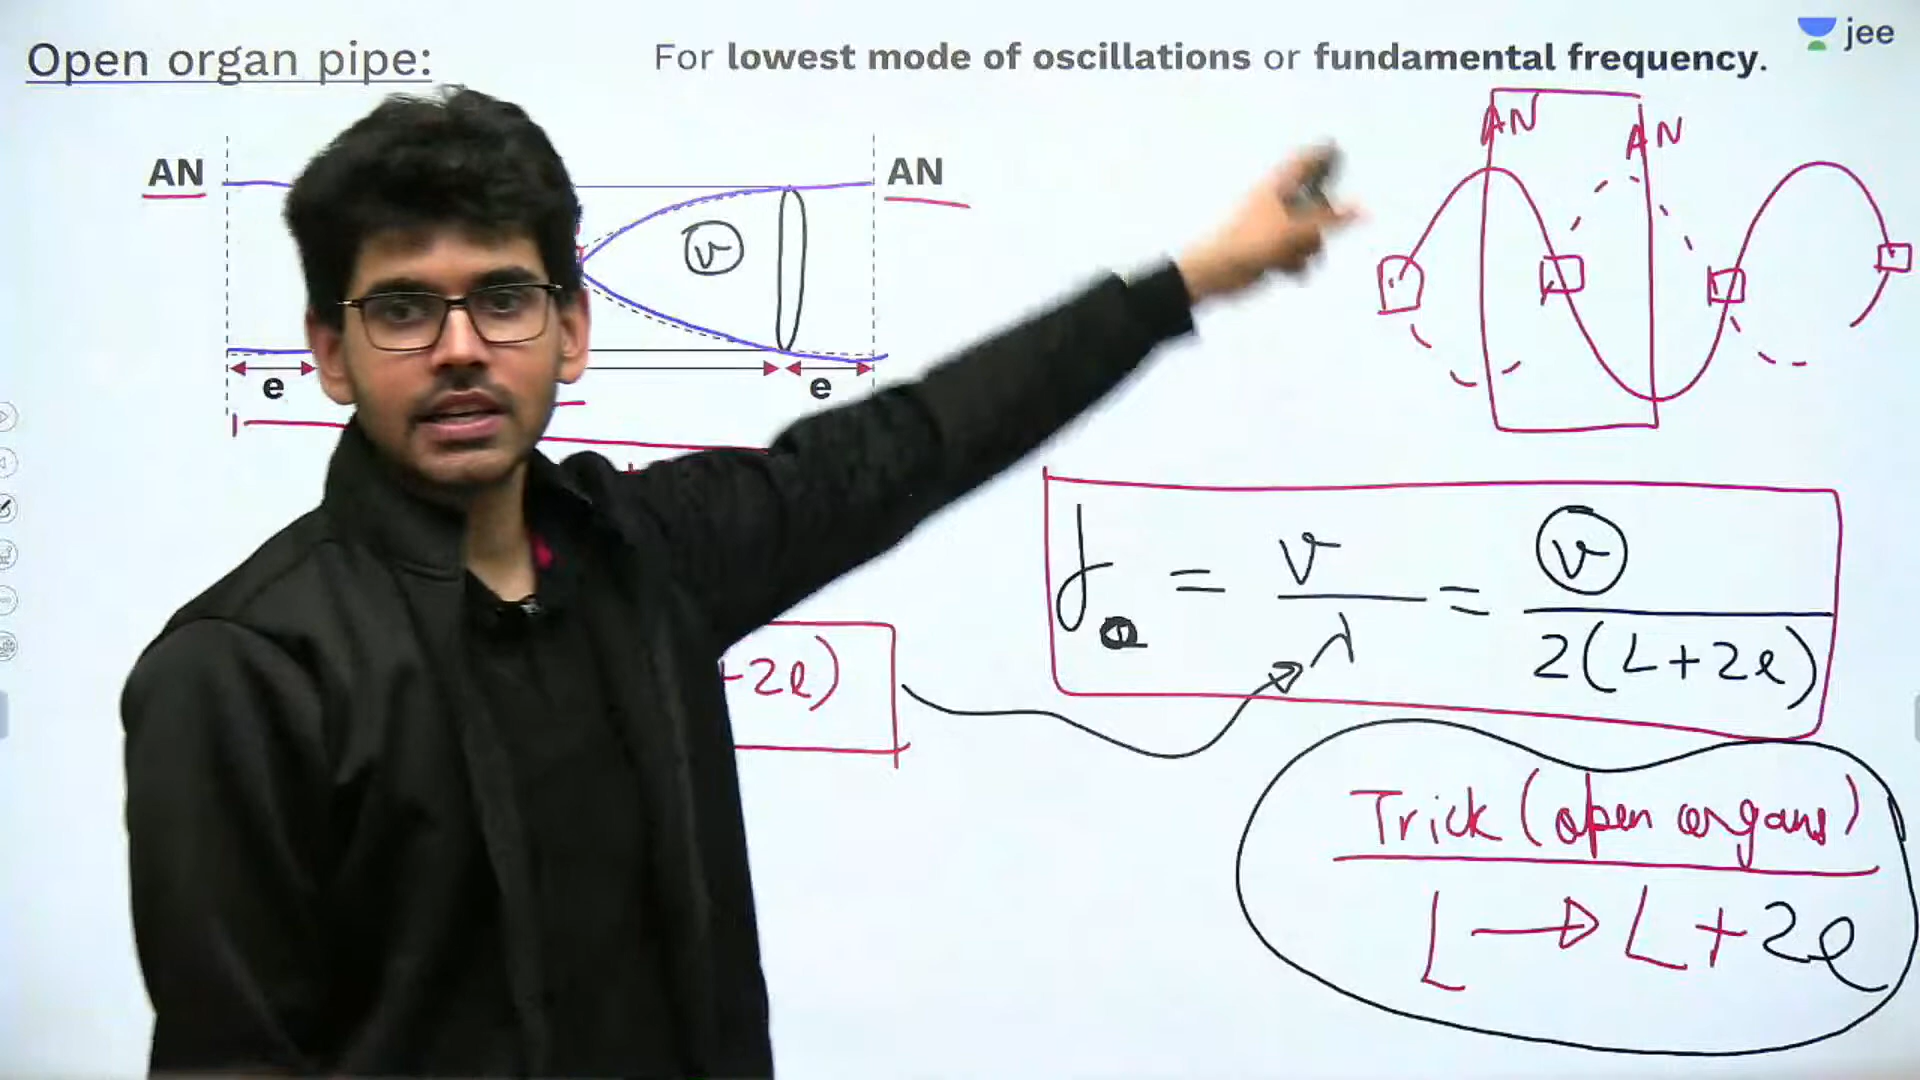 Open organ pipe:
For lowest mode of oscillations or fundamental frequency.
jee
AN
AN
AN
AN
v
e
e
f₀ = v/λ = v/2(L+2e)
+2e)
Trick (open organs)
L → L+2e